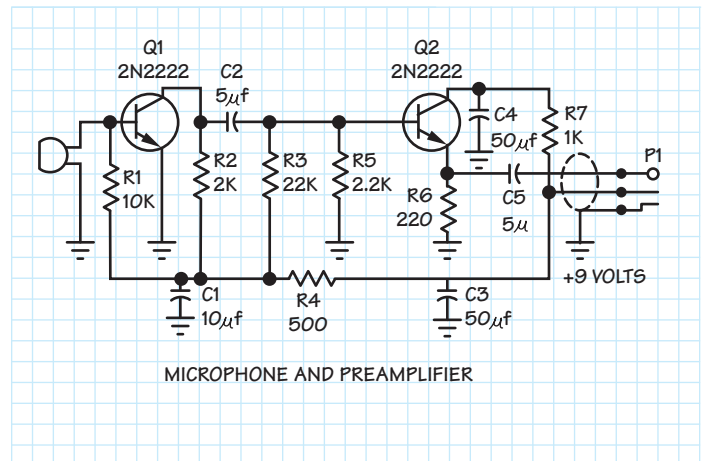 Q1
2N2222
C2
5µf
Q2
2N2222
C4
50µf
R7
1K
P1
R1
10K
R2
2K
R3
22K
R5
2.2K
R6
220
C5
5µ
+9 VOLTS
C1
10µf
R4
500
C3
50µf
MICROPHONE AND PREAMPLIFIER